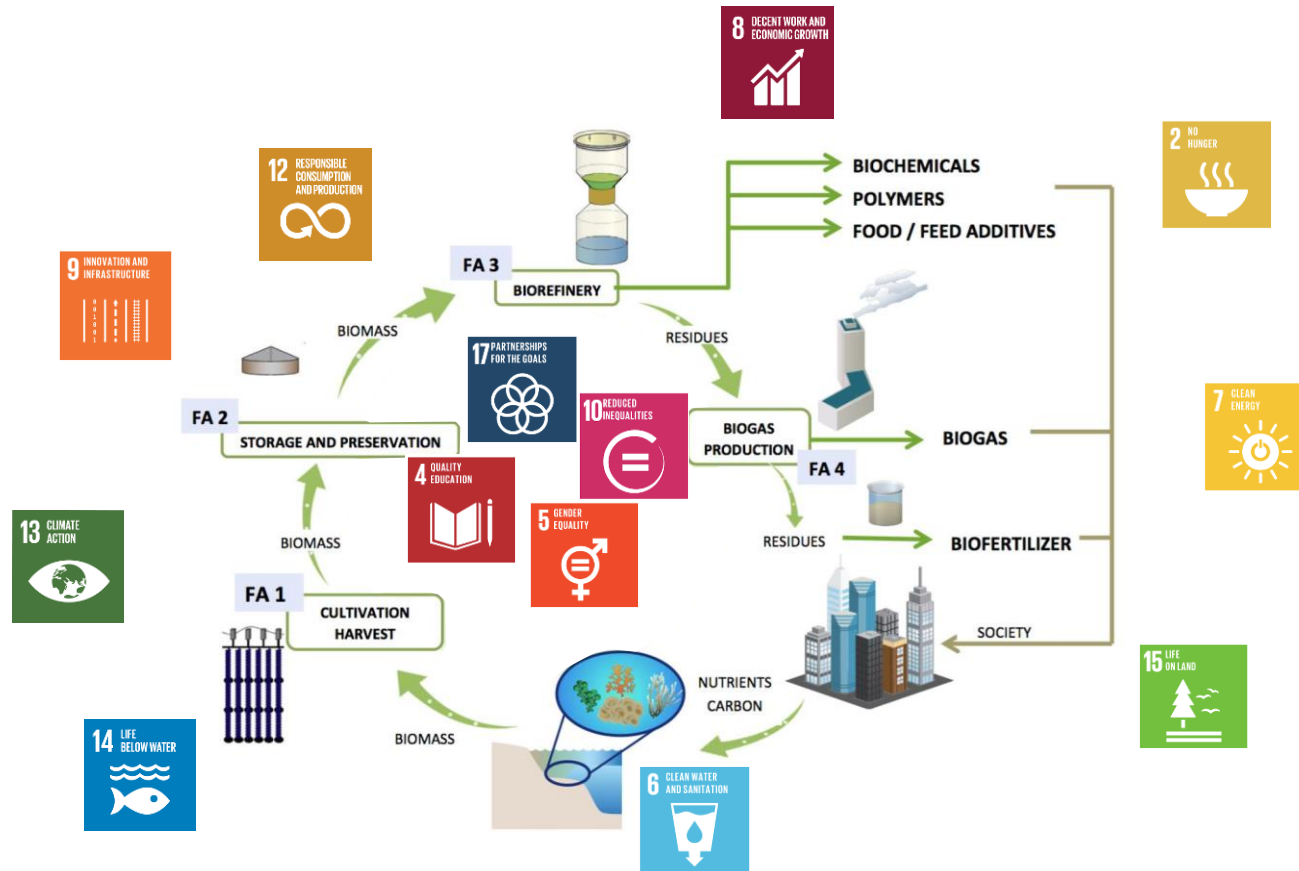 8 DECENT WORK AND
ECONOMIC GROWTH
2 NO
HUNGER
12 RESPONSIBLE
CONSUMPTION
AND PRODUCTION
BIOCHEMICALS
POLYMERS
FOOD / FEED ADDITIVES
9 INNOVATION AND
INFRASTRUCTURE
FA 3
BIOREFINERY
BIOMASS
RESIDUES
17 PARTNERSHIPS
FOR THE GOALS
10 REDUCED
INEQUALITIES
7 CLEAN
ENERGY
FA 2
STORAGE AND PRESERVATION
BIOGAS
PRODUCTION
FA 4
BIOGAS
4 QUALITY
EDUCATION
5 GENDER
EQUALITY
13 CLIMATE
ACTION
BIOMASS
RESIDUES
BIOFERTILIZER
FA 1
CULTIVATION
HARVEST
SOCIETY
15 LIFE
ON LAND
NUTRIENTS
CARBON
14 LIFE
BELOW WATER
BIOMASS
6 CLEAN WATER
AND SANITATION